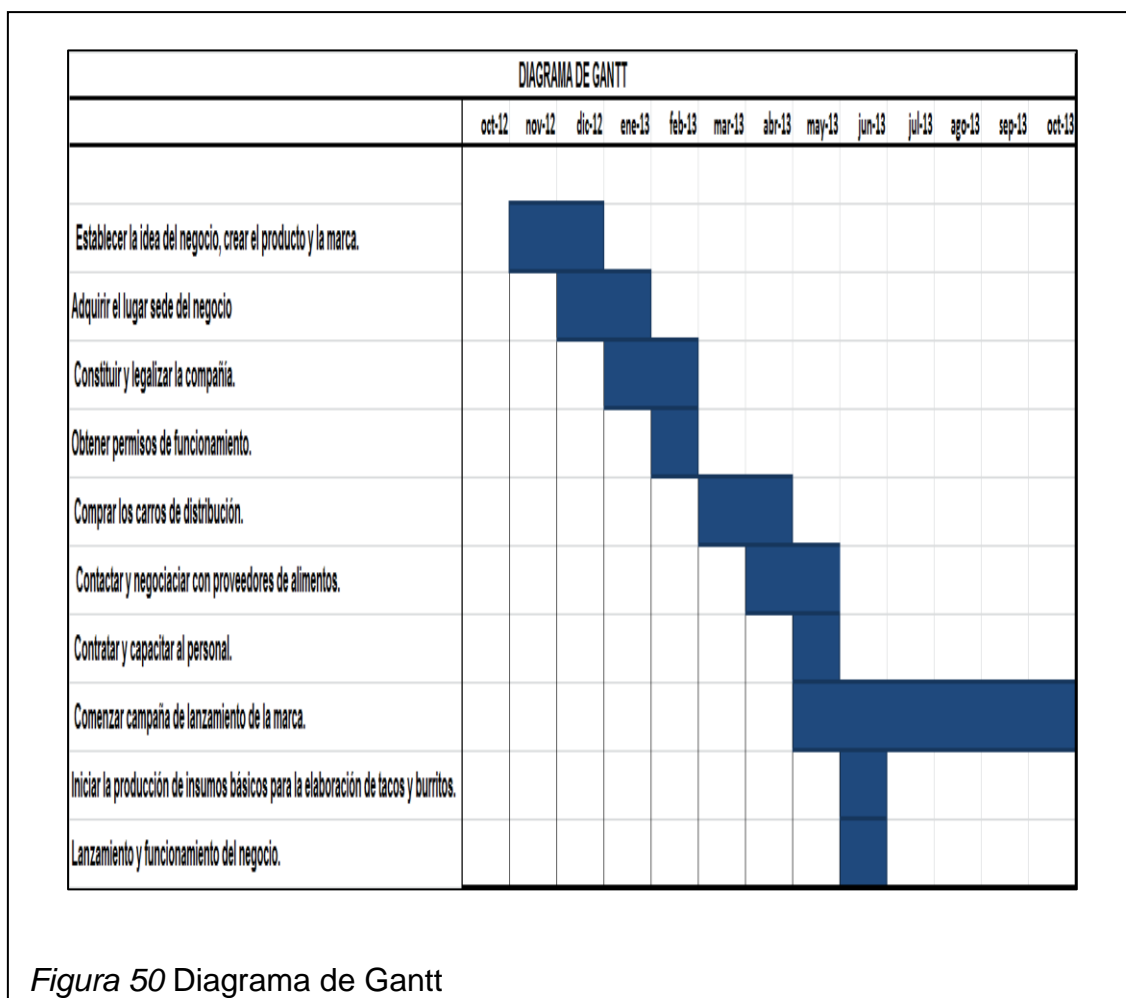 DIAGRAMA DE GANTT
oct-12 nov-12 dic-12 ene-13 feb-13 mar-13 abr-13 may-13 jun-13 jul-13 ago-13 sep-13 oct-13
Establecer la idea del negocio, crear el producto y la marca.
Adquirir el lugar sede del negocio
Constituir y legalizar la compañía.
Obtener permisos de funcionamiento.
Comprar los carros de distribución.
Contactar y negociaciar con proveedores de alimentos.
Contratar y capacitar al personal.
Comenzar campaña de lanzamiento de la marca.
Iniciar la producción de insumos básicos para la elaboración de tacos y burritos.
Lanzamiento y funcionamiento del negocio.
Figura 50 Diagrama de Gantt